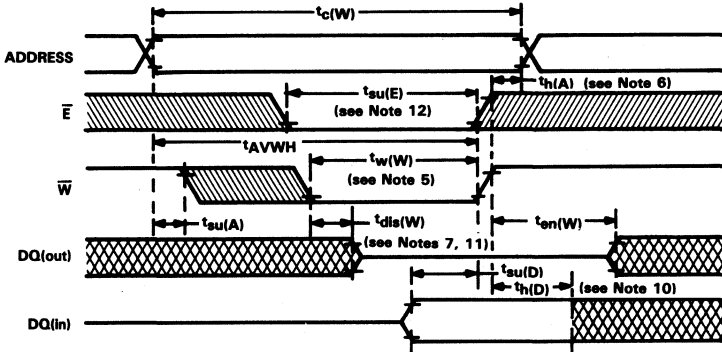 tc(W)
ADDRESS
th(A) (see Note 6)
tsu(E)
(see Note 12)
E̅
tAVWH
tw(W)
(see Note 5)
W̅
tsu(A)
tdis(W)
ten(W)
(see Notes 7, 11)
DQ(out)
tsu(D)
th(D) (see Note 10)
DQ(in)